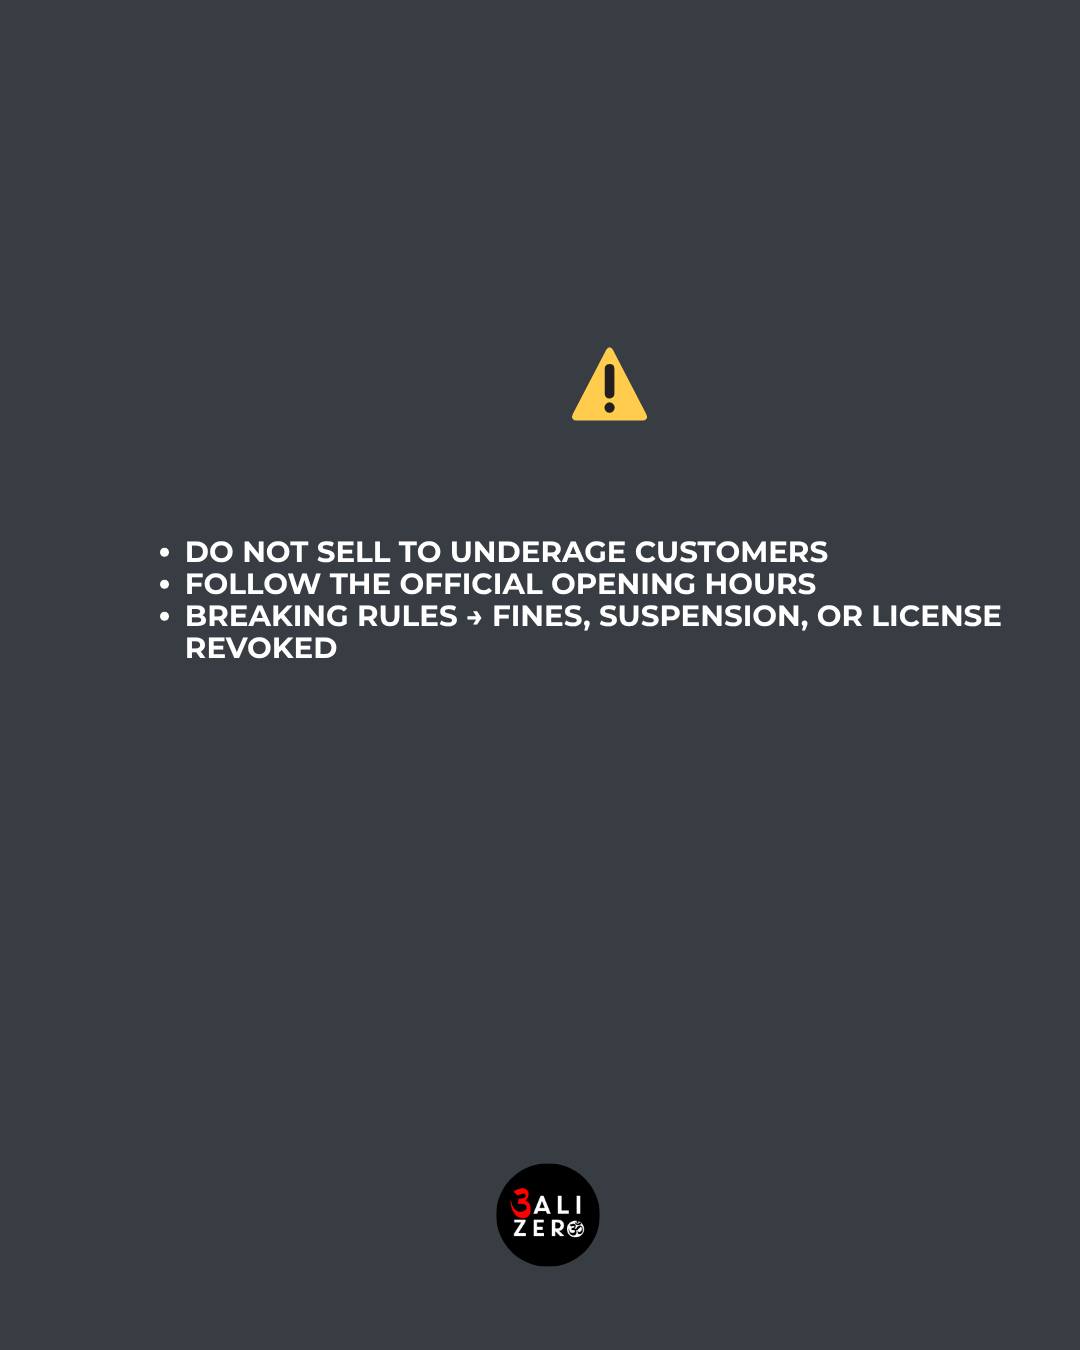 • DO NOT SELL TO UNDERAGE CUSTOMERS
• FOLLOW THE OFFICIAL OPENING HOURS
• BREAKING RULES → FINES, SUSPENSION, OR LICENSE
REVOKED
3ALI
ZERO